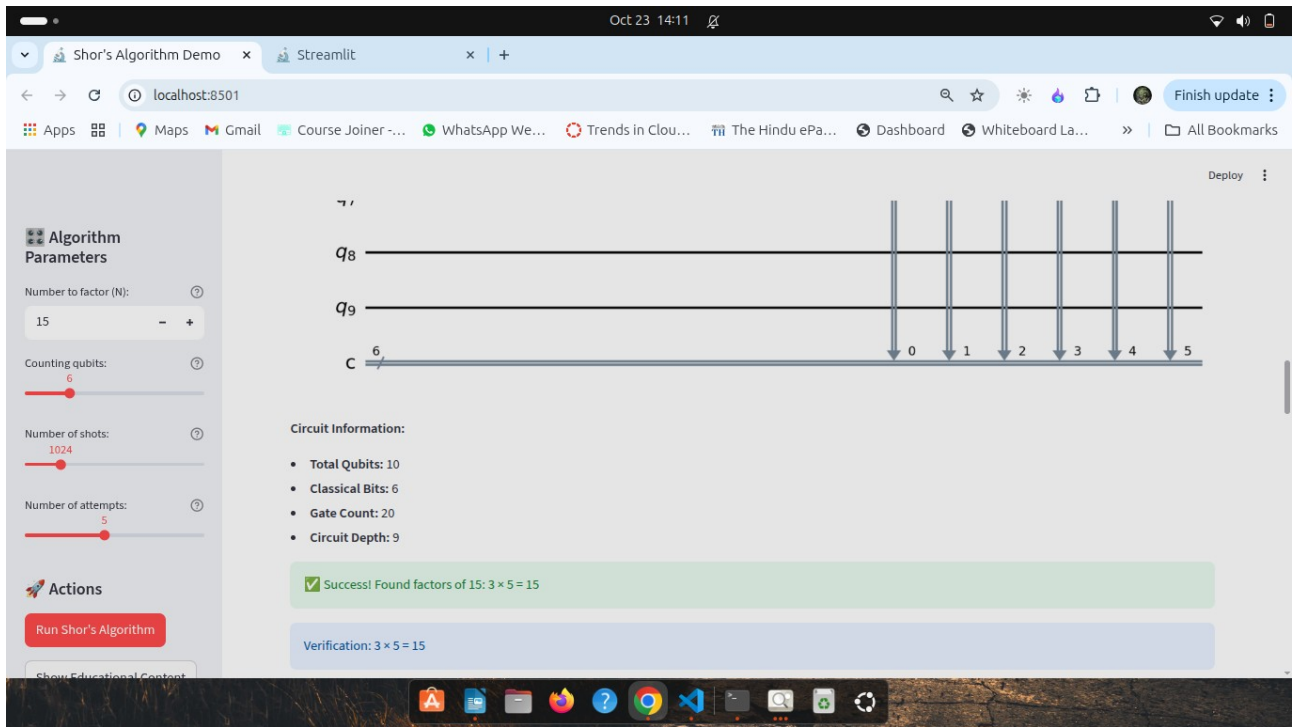 Oct 23 14:11
Shor's Algorithm Demo
Streamlit
localhost:8501
Finish update
Apps
Maps
Gmail
Course Joiner -...
WhatsApp We...
Trends in Clou...
The Hindu ePa...
Dashboard
Whiteboard La...
All Bookmarks
Deploy
Algorithm
Parameters
Number to factor (N):
15
Counting qubits:
6
Number of shots:
1024
Number of attempts:
5
Actions
Run Shor's Algorithm
Show Educational Content
q8
q9
c
6
0 1 2 3 4 5
Circuit Information:
• Total Qubits: 10
• Classical Bits: 6
• Gate Count: 20
• Circuit Depth: 9
✅ Success! Found factors of 15: 3 × 5 = 15
Verification: 3 × 5 = 15